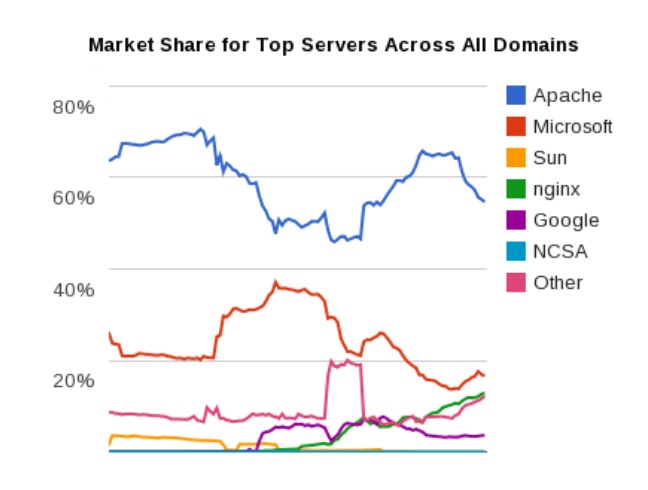 Market Share for Top Servers Across All Domains
80%
60%
40%
20%
Apache
Microsoft
Sun
nginx
Google
NCSA
Other